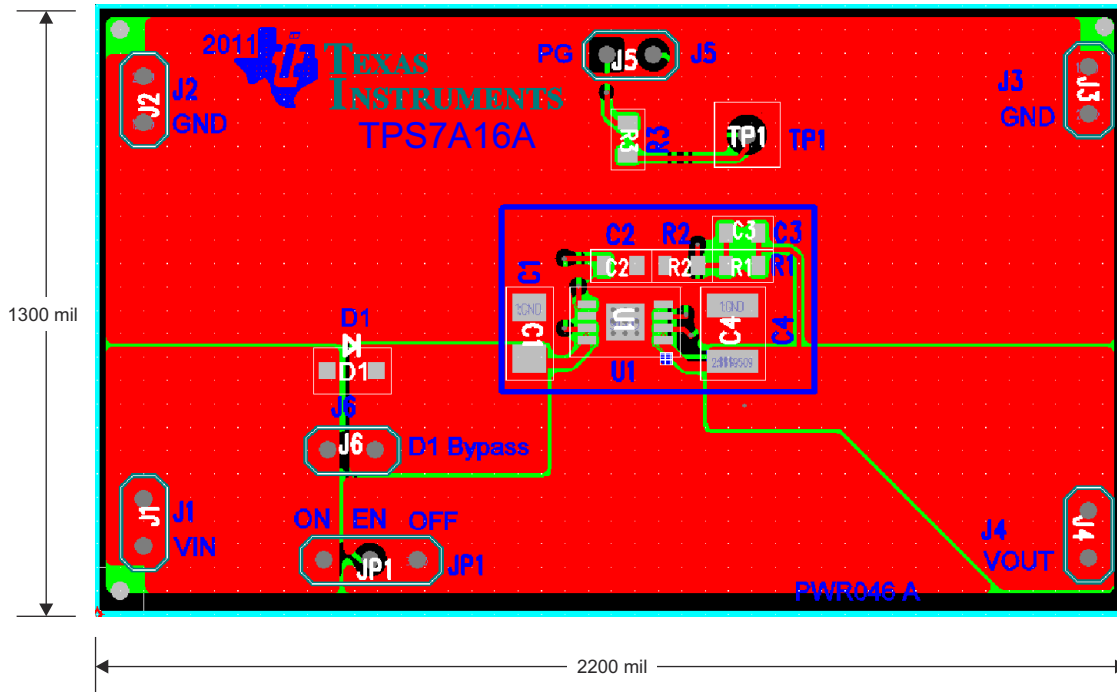 2011
TEXAS
INSTRUMENTS
TPS7A16A
PG
J5
J5
J2
J2
GND
J3
J3
GND
R3
R3
TP1
TP1
1300 mil
C2
R2
C3
C3
C2
R2
R1
R1
C1
C1
1:GND
U1
U1
C4
C4
D1
D1
J6
J6
D1 Bypass
J1
J1
VIN
ON EN OFF
JP1
JP1
J4
J4
VOUT
PWR046 A
2200 mil